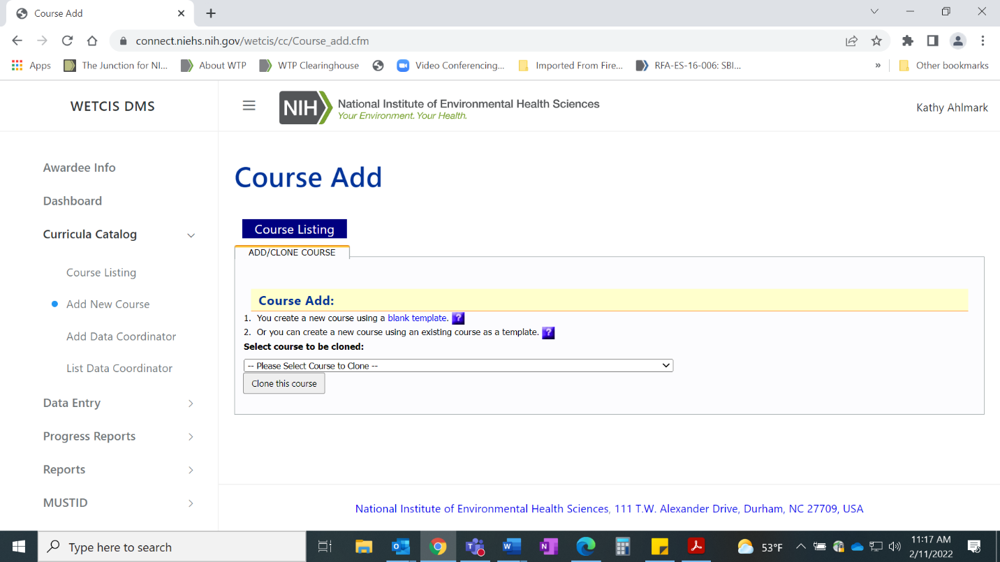 Course Add
connect.niehs.nih.gov/wetcis/cc/Course_add.cfm
Apps The Junction for NI... About WTP WTP Clearinghouse Video Conferencing... Imported From Fire... RFA-ES-16-006: SBI... » Other bookmarks
WETCIS DMS
NIH National Institute of Environmental Health Sciences
Your Environment. Your Health.
Kathy Ahlmark
Awardee Info
Dashboard
Curricula Catalog
Course Listing
Add New Course
Add Data Coordinator
List Data Coordinator
Data Entry
Progress Reports
Reports
MUSTID
Course Add
Course Listing
ADD/CLONE COURSE
Course Add:
1. You create a new course using a blank template. ?
2. Or you can create a new course using an existing course as a template. ?
Select course to be cloned:
-- Please Select Course to Clone --
Clone this course
National Institute of Environmental Health Sciences, 111 T.W. Alexander Drive, Durham, NC 27709, USA
Type here to search
53°F
11:17 AM
2/11/2022